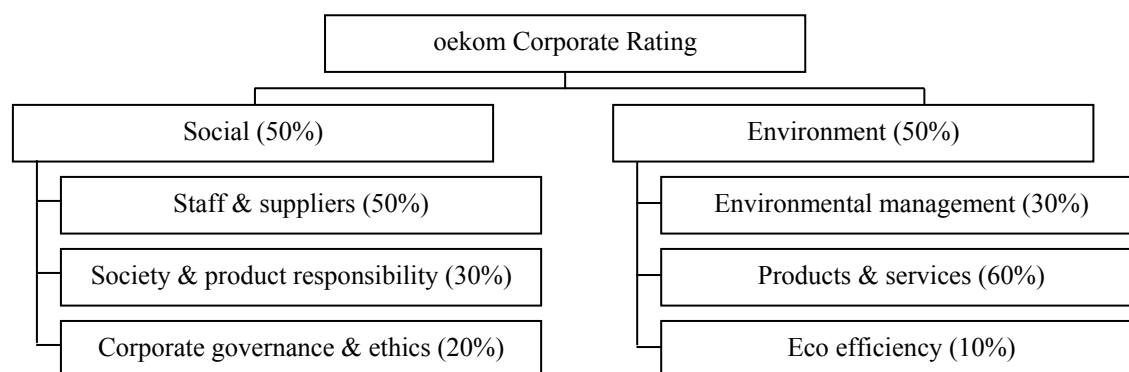 oekom Corporate Rating
Social (50%)
Staff & suppliers (50%)
Society & product responsibility (30%)
Corporate governance & ethics (20%)
Environment (50%)
Environmental management (30%)
Products & services (60%)
Eco efficiency (10%)